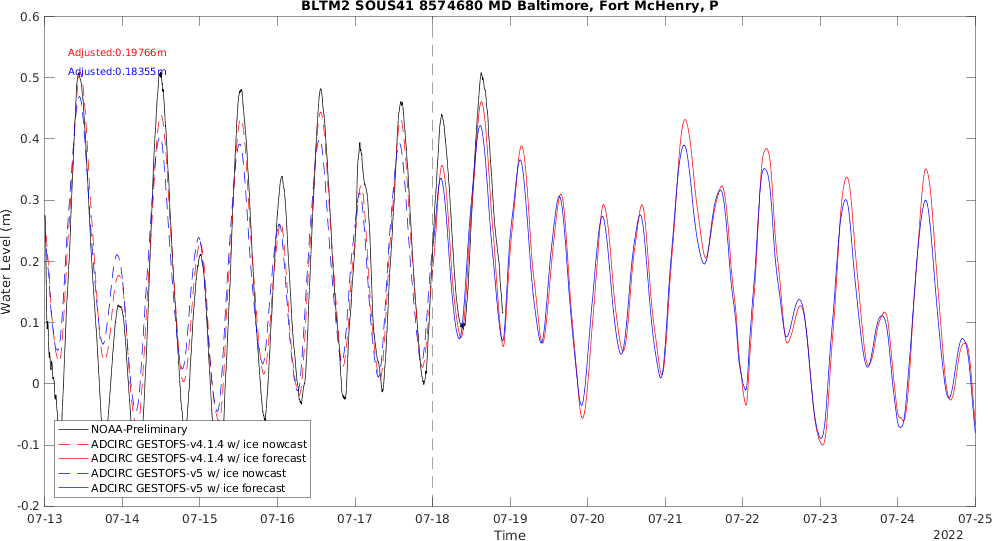 BLTM2 SOUS41 8574680 MD Baltimore, Fort McHenry, P
0.6
Adjusted:0.19766m
Adjusted:0.18355m
0.5
0.4
0.3
0.2
0.1
0
-0.1
-0.2
Water Level (m)
NOAA-Preliminary
ADCIRC GESTOFS-v4.1.4 w/ ice nowcast
ADCIRC GESTOFS-v4.1.4 w/ ice forecast
ADCIRC GESTOFS-v5 w/ ice nowcast
ADCIRC GESTOFS-v5 w/ ice forecast
07-13 07-14 07-15 07-16 07-17 07-18 07-19 07-20 07-21 07-22 07-23 07-24 07-25
Time
2022